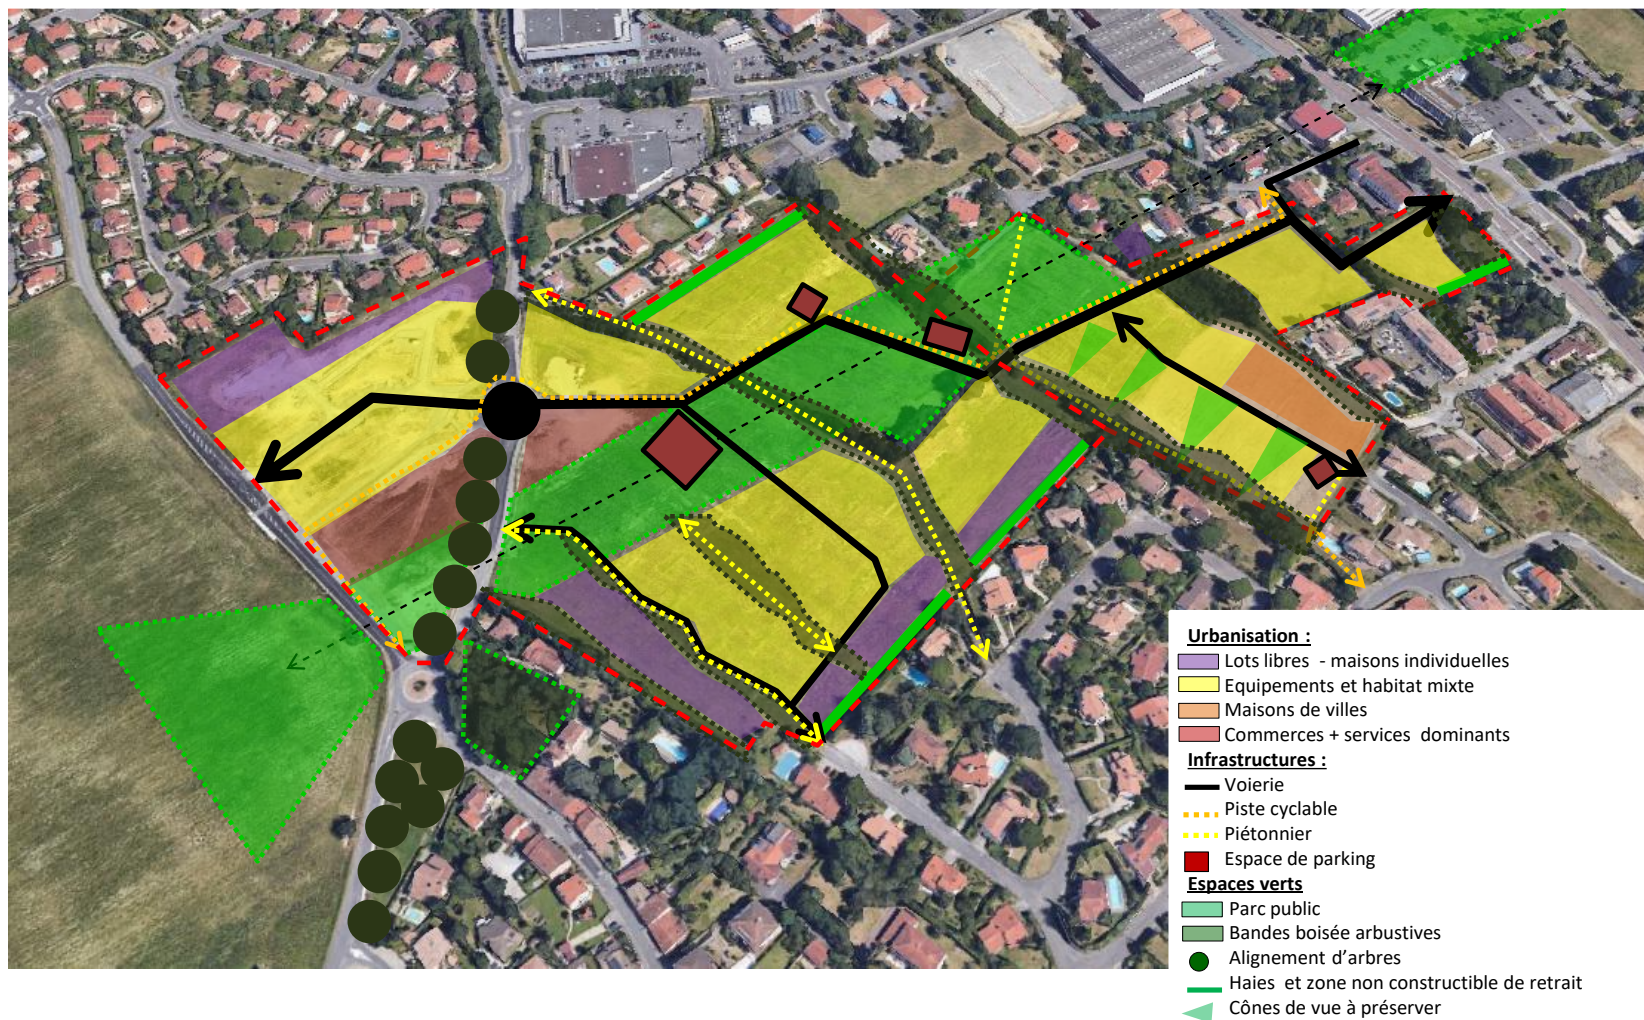 Urbanisation :
Lots libres - maisons individuelles
Equipements et habitat mixte
Maisons de villes
Commerces + services dominants
Infrastructures :
Voierie
Piste cyclable
Piétonnier
Espace de parking
Espaces verts
Parc public
Bandes boisée arbustives
Alignement d'arbres
Haies et zone non constructible de retrait
Cônes de vue à préserver